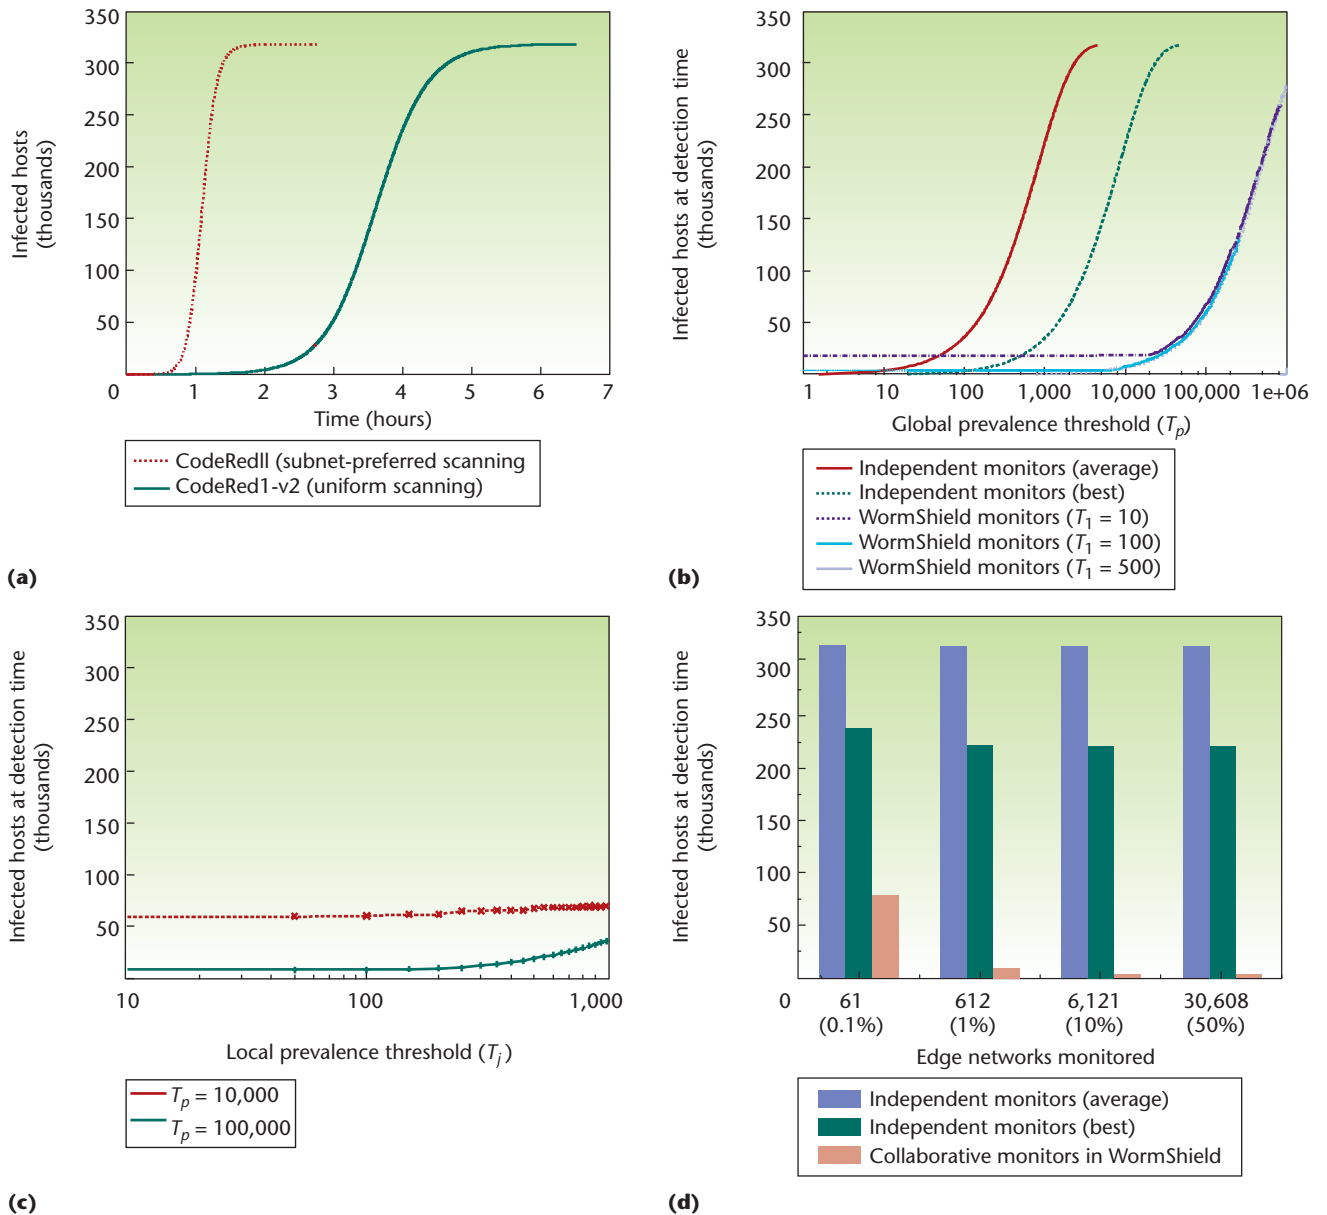 350
300
250
200
150
100
50
Infected hosts
(thousands)
0 1 2 3 4 5 6 7
Time (hours)
CodeRedII (subnet-preferred scanning
CodeRed1-v2 (uniform scanning)
(a)
350
300
250
200
150
100
50
Infected hosts at detection time
(thousands)
1 10 100 1,000 10,000 100,000 1e+06
Global prevalence threshold (Tp)
Independent monitors (average)
Independent monitors (best)
WormShield monitors (T1 = 10)
WormShield monitors (T1 = 100)
WormShield monitors (T1 = 500)
(b)
350
300
250
200
150
100
50
Infected hosts at detection time
(thousands)
10 100 1,000
Local prevalence threshold (Tj)
Tp = 10,000
Tp = 100,000
(c)
350
300
250
200
150
100
50
0
Infected hosts at detection time
(thousands)
61 612 6,121 30,608
(0.1%) (1%) (10%) (50%)
Edge networks monitored
Independent monitors (average)
Independent monitors (best)
Collaborative monitors in WormShield
(d)